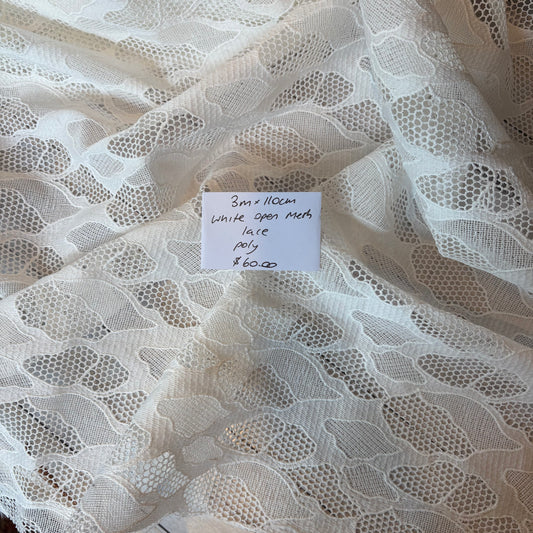 3m x 110cm
white open mesh
lace
poly
$60.00